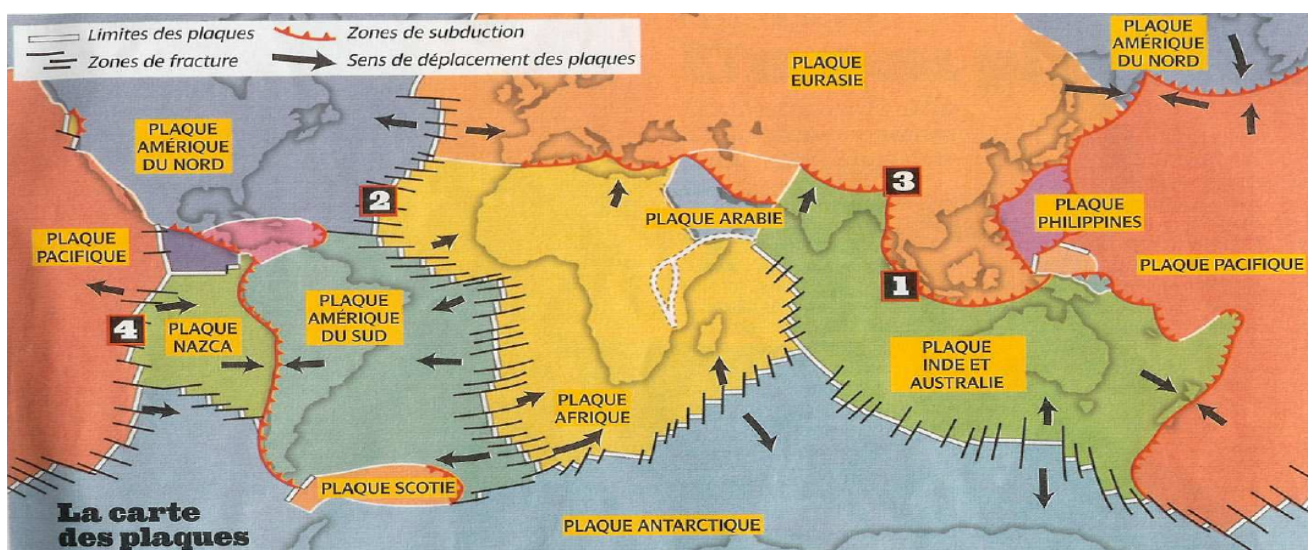 Limites des plaques
Zones de subduction
Zones de fracture
Sens de déplacement des plaques
PLAQUE
AMÉRIQUE
DU NORD
PLAQUE
EURASIE
PLAQUE
AMÉRIQUE
DU NORD
2
3
PLAQUE ARABIE
PLAQUE
PHILIPPINES
PLAQUE
PACIFIQUE
PLAQUE PACIFIQUE
1
4
PLAQUE
NAZCA
PLAQUE
AMÉRIQUE
DU SUD
PLAQUE
INDE ET
AUSTRALIE
PLAQUE
AFRIQUE
PLAQUE SCOTIE
PLAQUE ANTARCTIQUE
La carte
des plaques